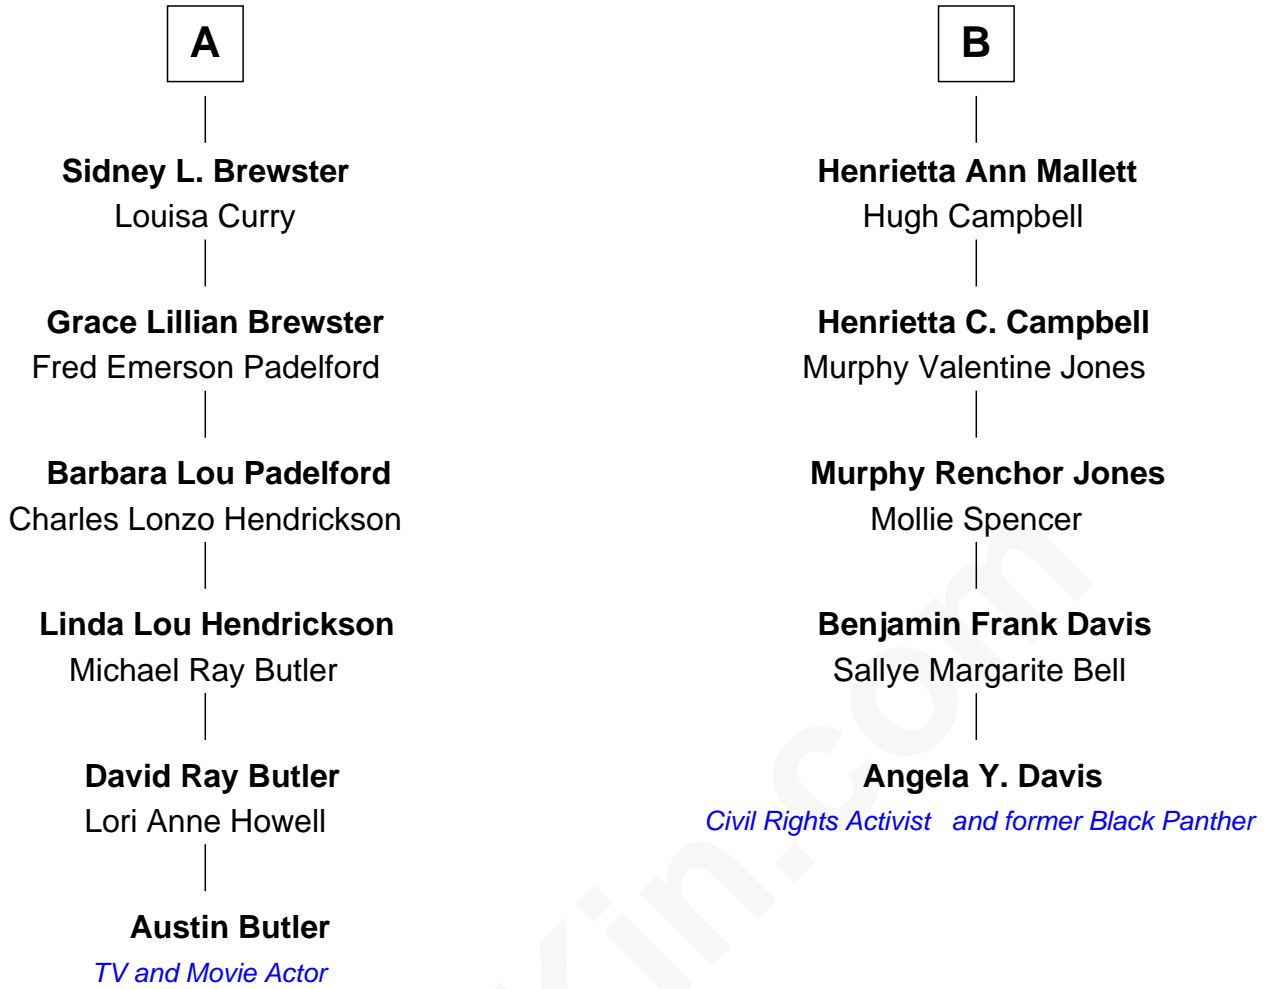 A
Sidney L. Brewster
Louisa Curry
Grace Lillian Brewster
Fred Emerson Padelford
Barbara Lou Padelford
Charles Lonzo Hendrickson
Linda Lou Hendrickson
Michael Ray Butler
David Ray Butler
Lori Anne Howell
Austin Butler
TV and Movie Actor
B
Henrietta Ann Mallett
Hugh Campbell
Henrietta C. Campbell
Murphy Valentine Jones
Murphy Renchor Jones
Mollie Spencer
Benjamin Frank Davis
Sallye Margarite Bell
Angela Y. Davis
Civil Rights Activist and former Black Panther
Kin.com